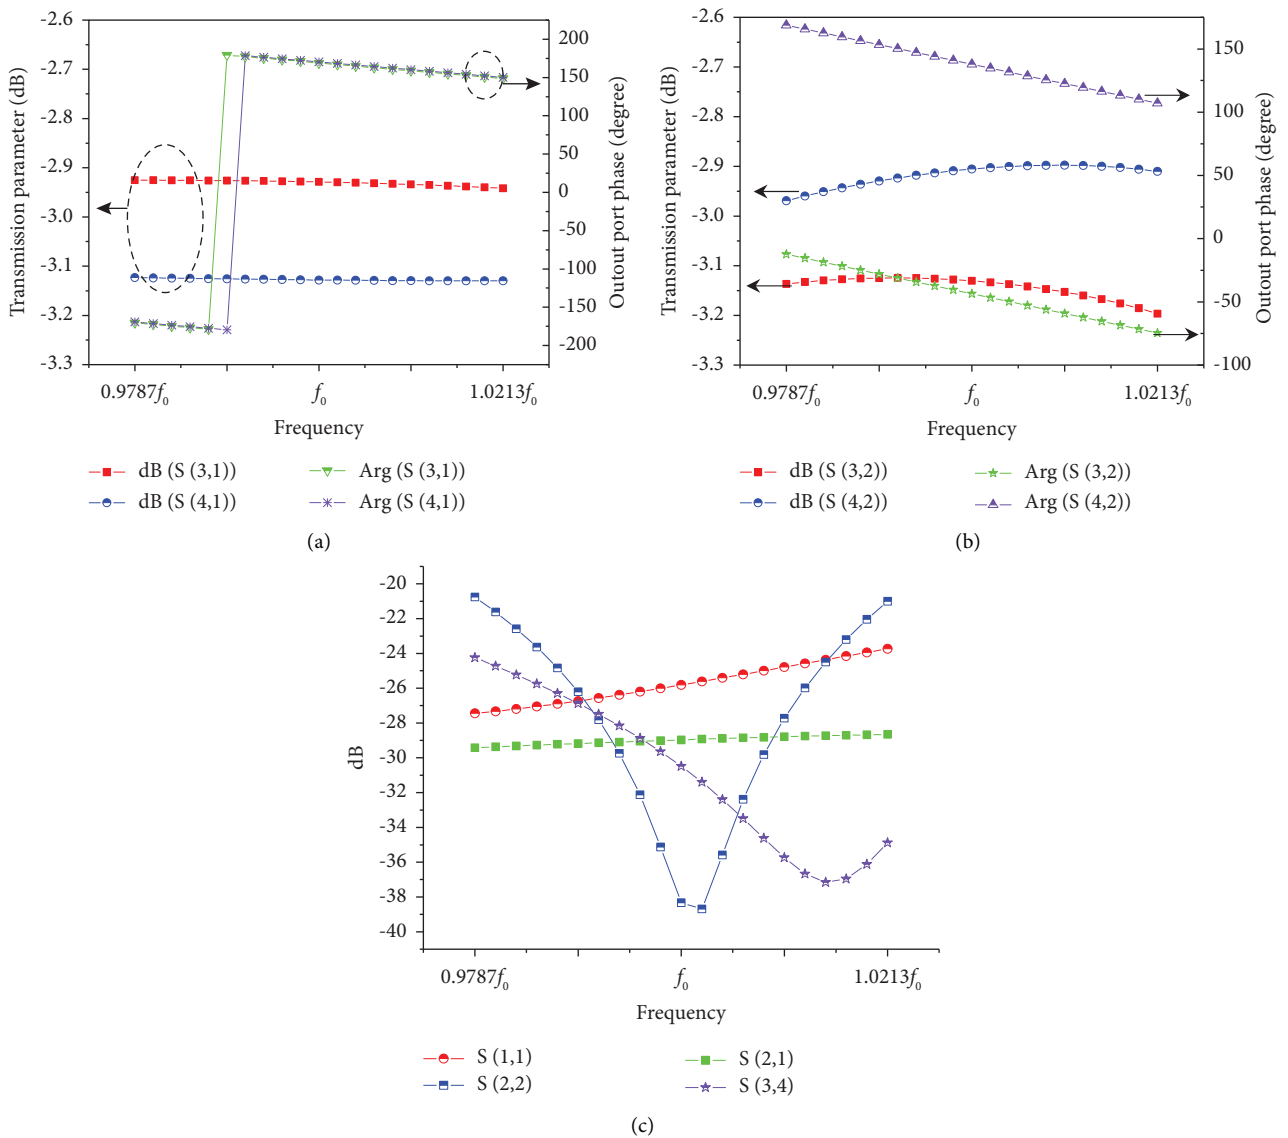 -2.6
-2.7
-2.8
-2.9
-3.0
-3.1
-3.2
-3.3
Transmission parameter (dB)
200
150
100
50
0
-50
-100
-150
-200
Outout port phase (degree)
0.9787f₀ f₀ 1.0213f₀
Frequency
dB (S (3,1)) Arg (S (3,1))
dB (S (4,1)) Arg (S (4,1))
(a)
-2.6
-2.7
-2.8
-2.9
-3.0
-3.1
-3.2
-3.3
Transmission parameter (dB)
150
100
50
0
-50
-100
Outout port phase (degree)
0.9787f₀ f₀ 1.0213f₀
Frequency
dB (S (3,2)) Arg (S (3,2))
dB (S (4,2)) Arg (S (4,2))
(b)
-20
-22
-24
-26
-28
-30
-32
-34
-36
-38
-40
dB
0.9787f₀ f₀ 1.0213f₀
Frequency
S (1,1) S (2,1)
S (2,2) S (3,4)
(c)